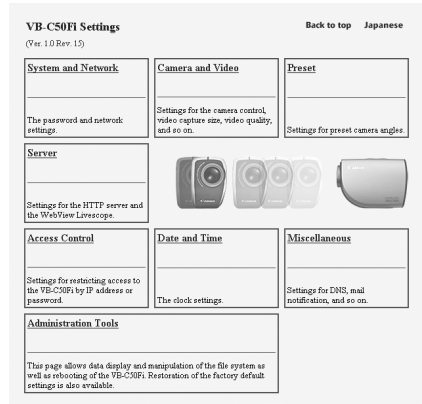 VB-C50Fi Settings
Back to top Japanese
(Ver. 1.0 Rev. 15)
System and Network
The password and network
settings.
Camera and Video
Settings for the camera control,
video capture size, video quality,
and so on.
Preset
Settings for preset camera angles.
Server
Settings for the HTTP server and
the WebView Livescope.
Access Control
Settings for restricting access to
the VB-C50Fi by IP address or
password.
Date and Time
The clock settings.
Miscellaneous
Settings for DNS, mail
notification, and so on.
Administration Tools
This page allows data display and manipulation of the file system as
well as rebooting of the VB-C50Fi. Restoration of the factory default
settings is also available.